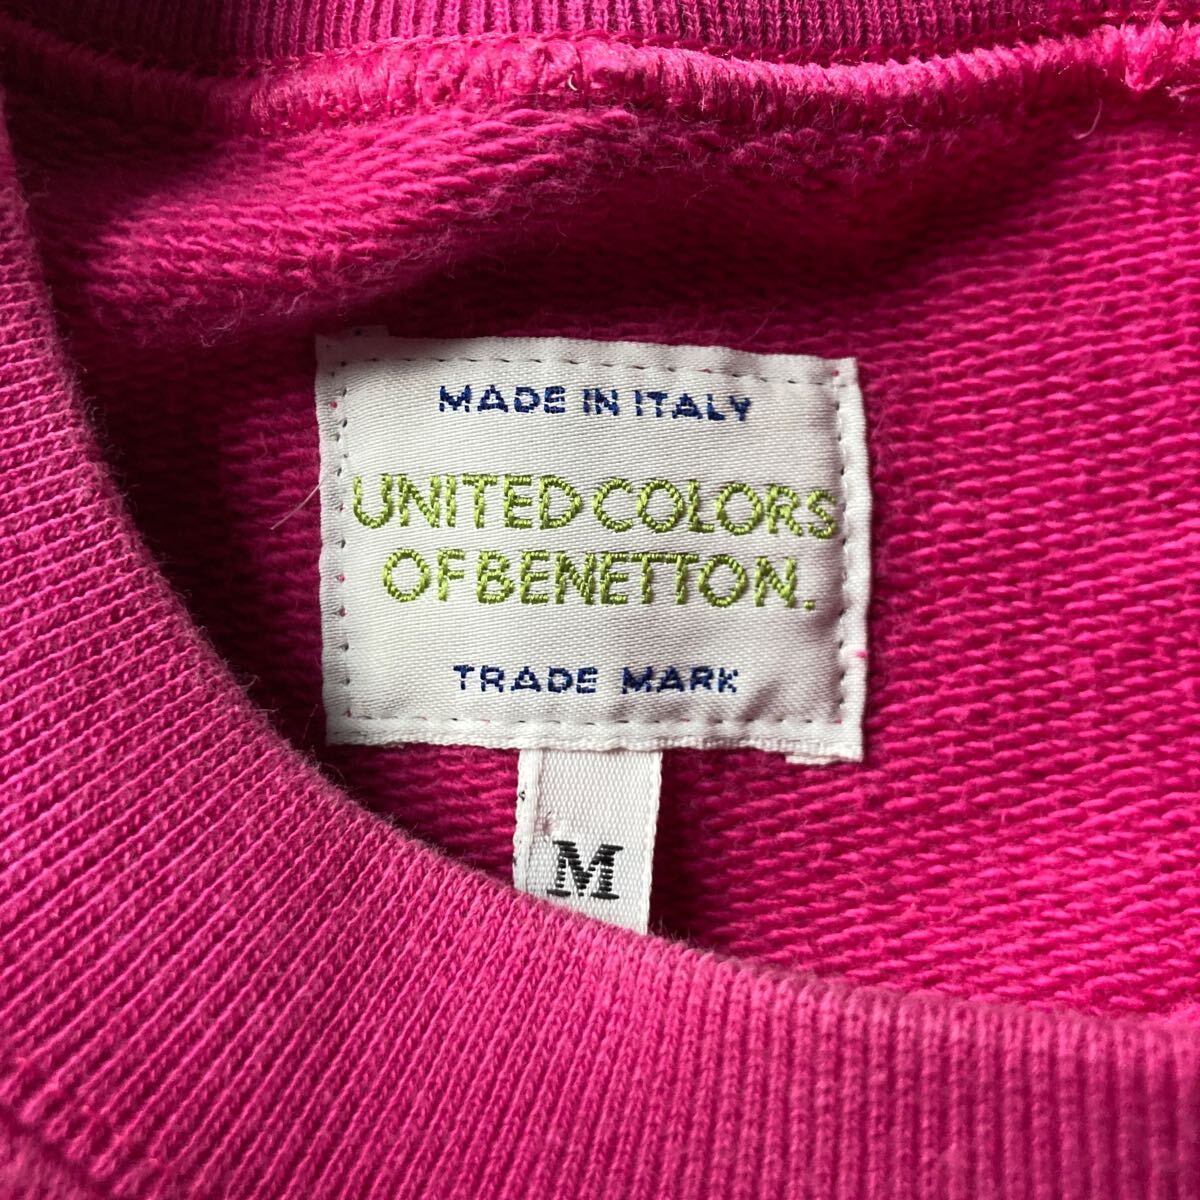 MADE IN ITALY
UNITED COLORS
OF BENETTON.
TRADE MARK
M